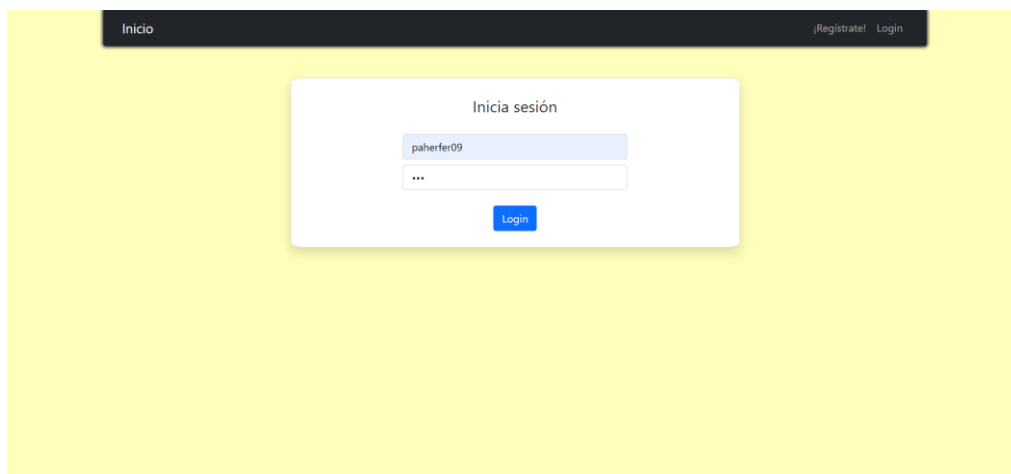 Inicio ¡Regístrate! Login
Inicia sesión
paherfer09
•••
Login